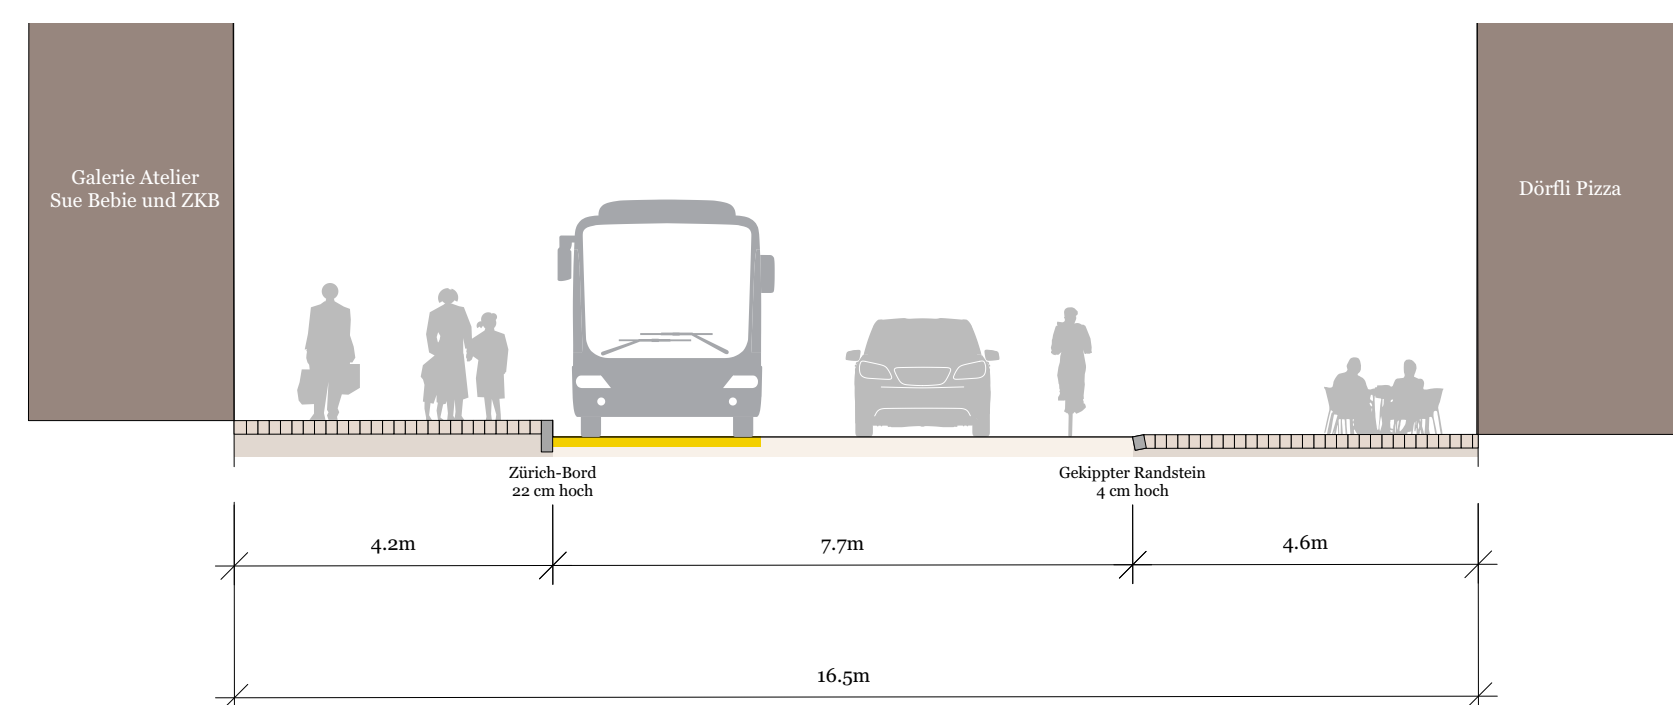 Galerie Atelier
Sue Bebie und ZKB
Dörfli Pizza
Zürich-Bord
22 cm hoch
Gekippter Randstein
4 cm hoch
4.2m
7.7m
4.6m
16.5m